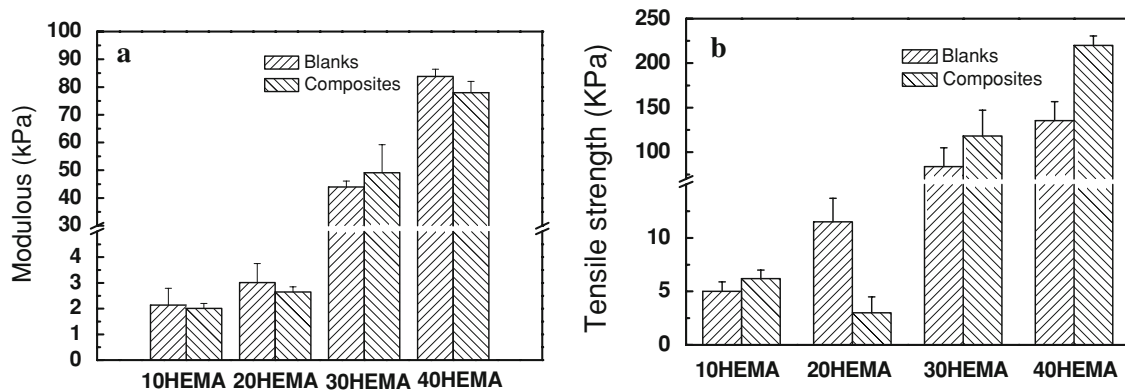 a
Blanks
Composites
Modulous (kPa)
100
90
80
70
60
50
40
30
4
3
2
1
0
10HEMA 20HEMA 30HEMA 40HEMA
b
Blanks
Composites
Tensile strength (KPa)
250
200
150
100
10
5
0
10HEMA 20HEMA 30HEMA 40HEMA